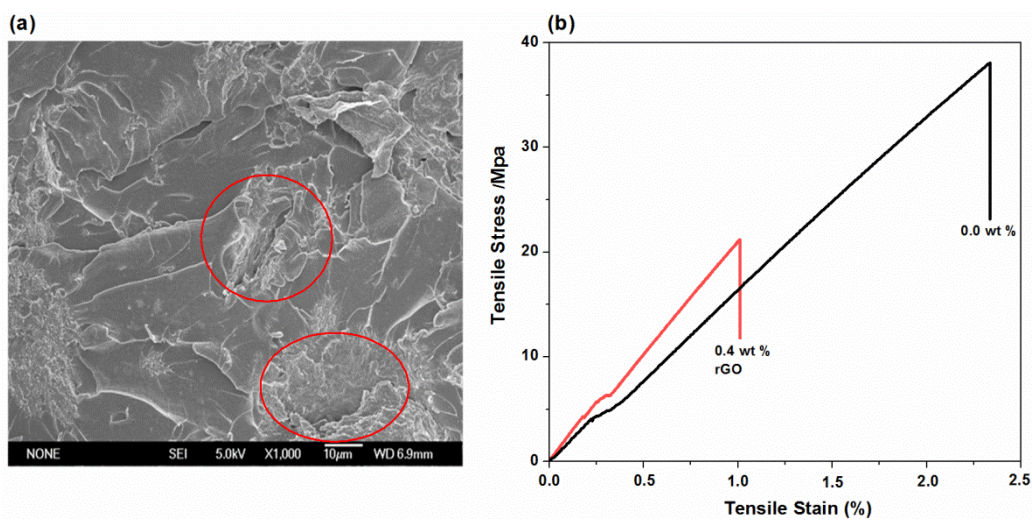 (a)
NONE SEI 5.0kV X1,000 10μm WD 6.9mm
(b)
Tensile Stress /Mpa
40
30
20
10
0
0.0 wt %
0.4 wt %
rGO
0.0 0.5 1.0 1.5 2.0 2.5
Tensile Stain (%)